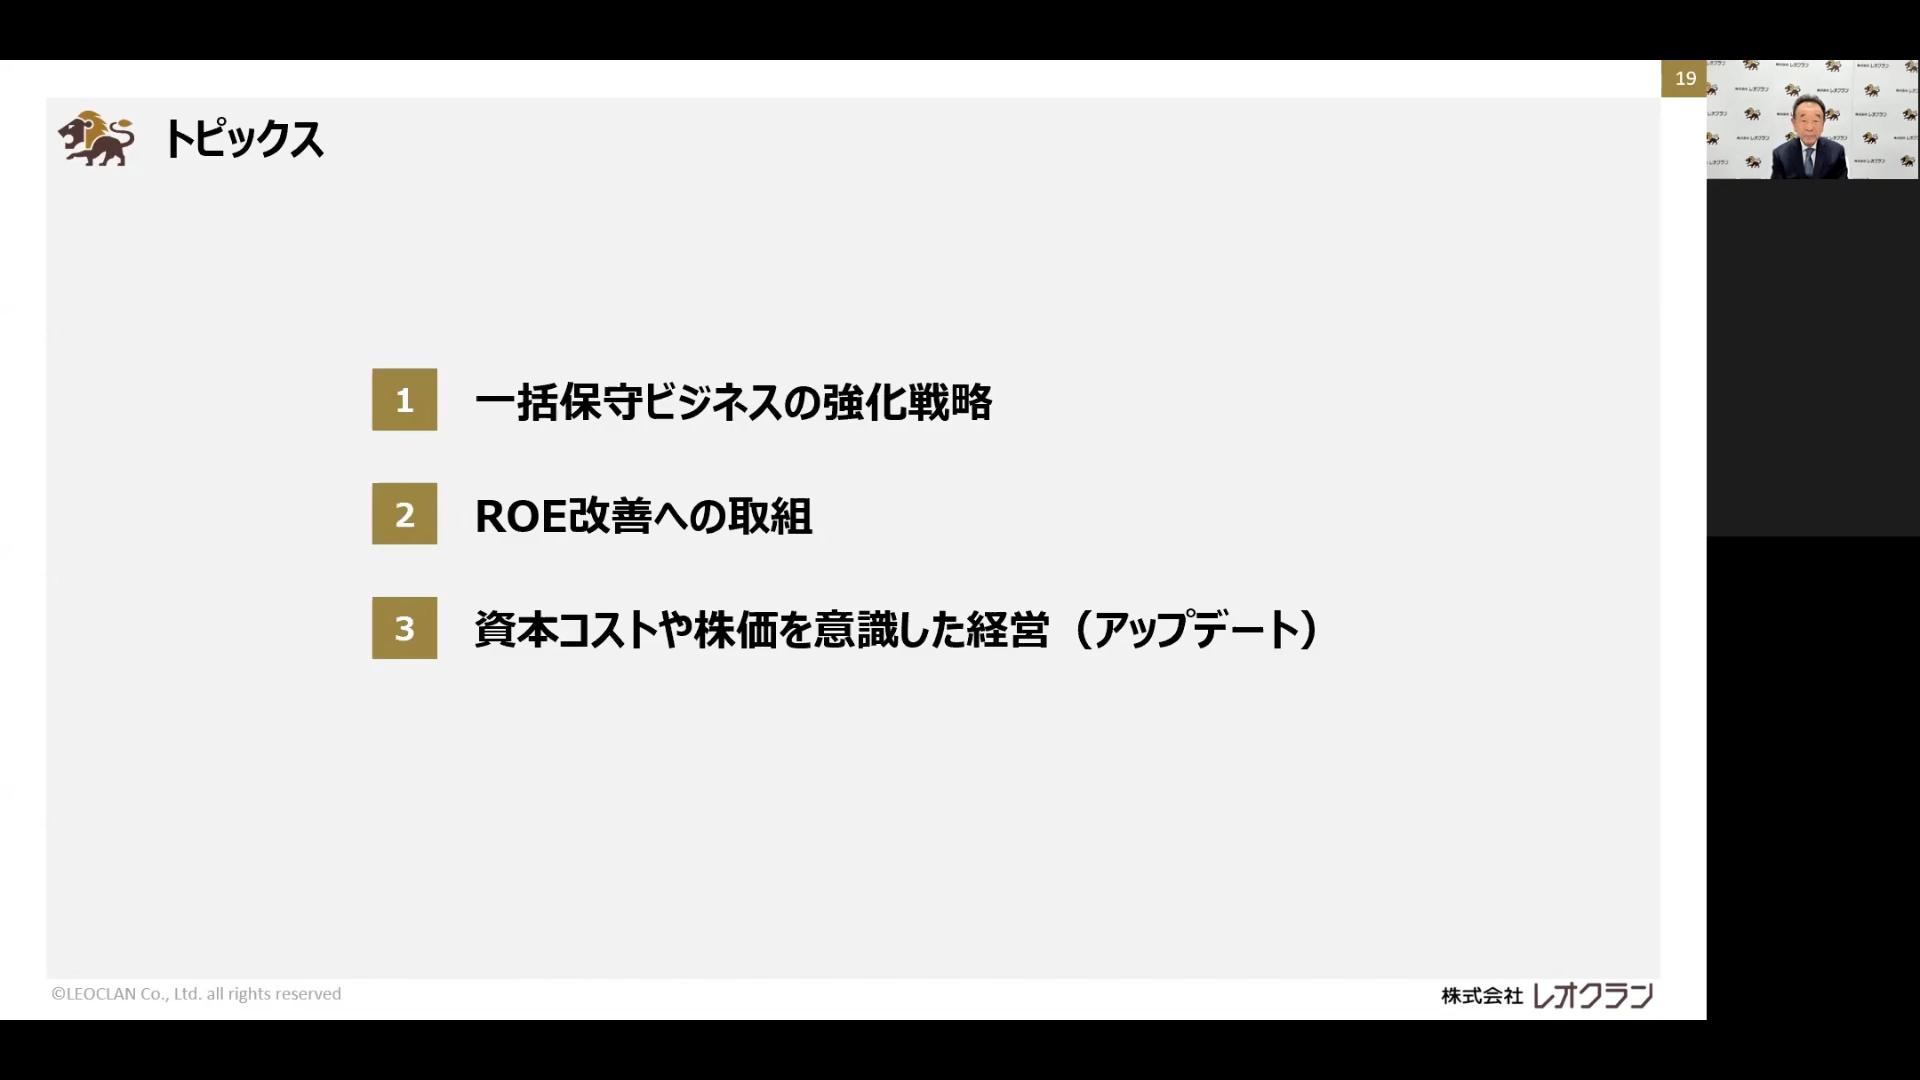 19
トピックス
1 一括保守ビジネスの強化戦略
2 ROE改善への取組
3 資本コストや株価を意識した経営（アップデート）
©LEOCLAN Co., Ltd. all rights reserved
株式会社 レオクラン